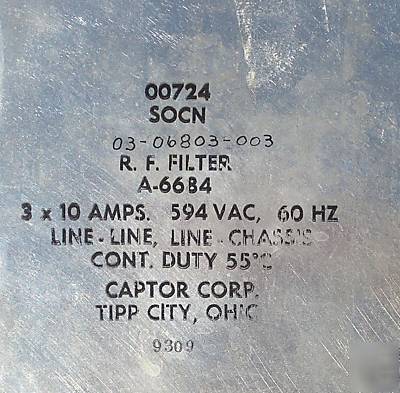 00724
SOCN
03-06803-003
R. F. FILTER
A-6684
3 x 10 AMPS. 594 VAC, 60 HZ
LINE - LINE, LINE - CHASSIS
CONT. DUTY 55°C
CAPTOR CORP.
TIPP CITY, OHIO
9309